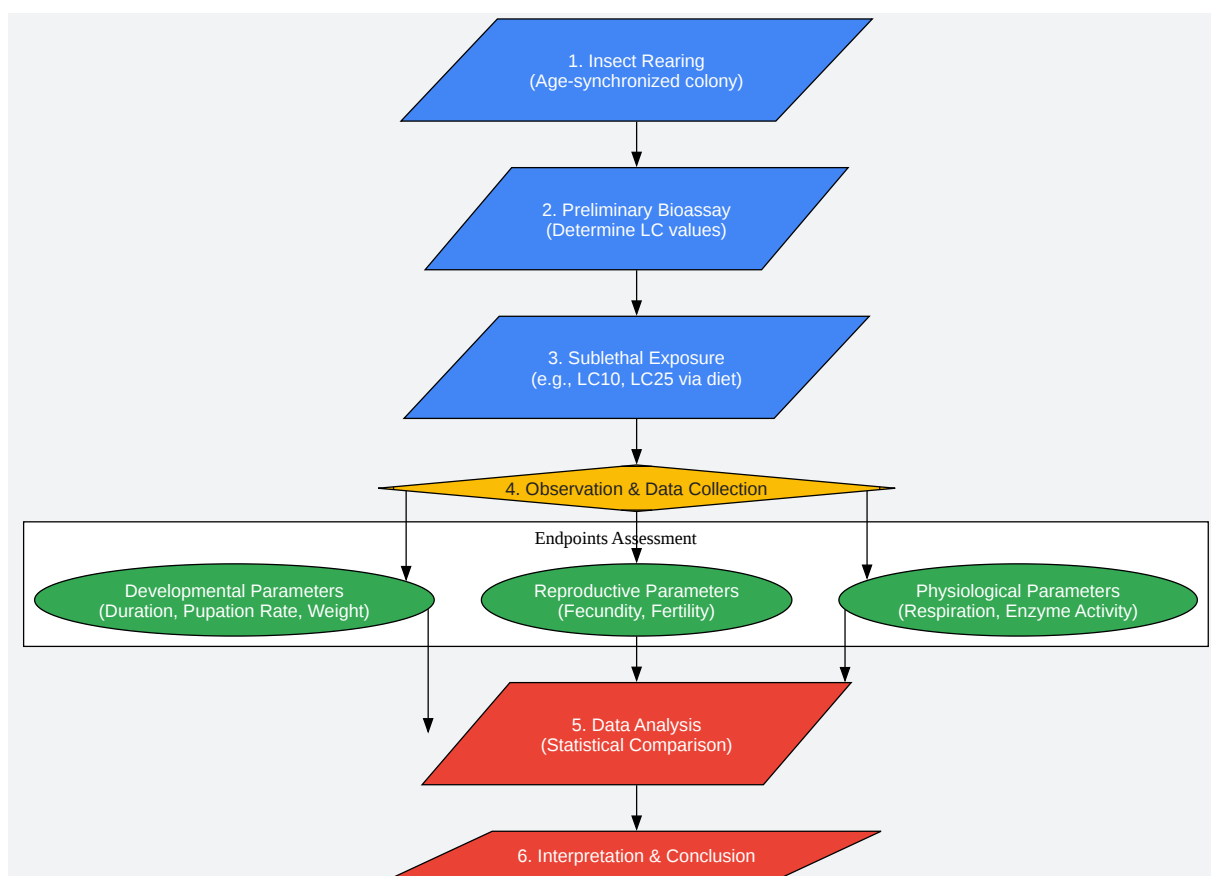 1. Insect Rearing
(Age-synchronized colony)
2. Preliminary Bioassay
(Determine LC values)
3. Sublethal Exposure
(e.g., LC10, LC25 via diet)
4. Observation & Data Collection
Endpoints Assessment
Developmental Parameters
(Duration, Pupation Rate, Weight)
Reproductive Parameters
(Fecundity, Fertility)
Physiological Parameters
(Respiration, Enzyme Activity)
5. Data Analysis
(Statistical Comparison)
6. Interpretation & Conclusion